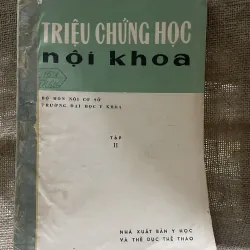 TRIỆU CHỨNG HỌC
nội khoa
BỘ MÔN NỘI CƠ SỞ
TRƯỜNG ĐẠI HỌC Y KHOA
TẬP
II
NHÀ XUẤT BẢN Y HỌC
VÀ THỂ DỤC THỂ THAO